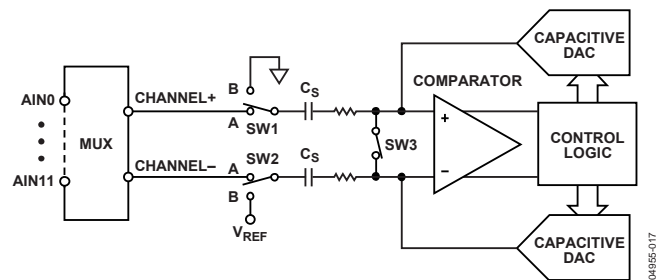 CAPACITIVE
DAC
COMPARATOR
B
AIN0
CHANNEL+
CS
A
SW1
+
MUX
SW3
CONTROL
LOGIC
CHANNEL–
A
SW2
CS
–
AIN11
B
VREF
CAPACITIVE
DAC
04955-017